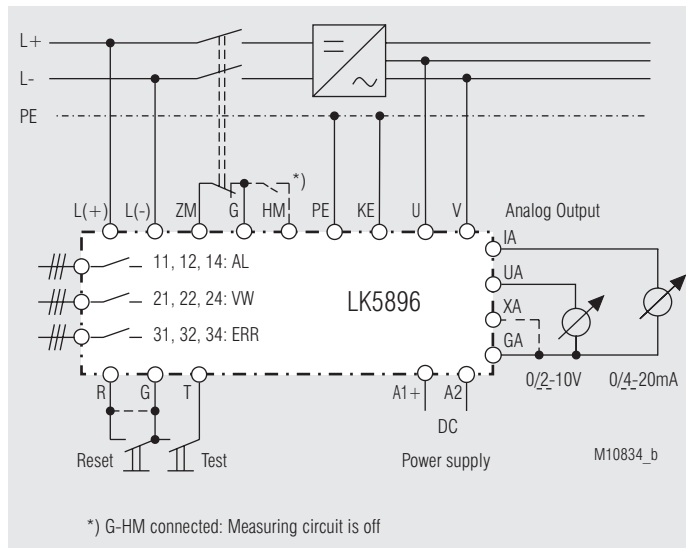 L+
L-
PE
*)
L(+) L(-) ZM G HM PE KE U V Analog Output
IA
11, 12, 14: AL
UA
21, 22, 24: VW LK5896
XA
31, 32, 34: ERR
GA
0/2-10V 0/4-20mA
R G T A1+ A2
DC
Reset Test Power supply M10834_b
*) G-HM connected: Measuring circuit is off